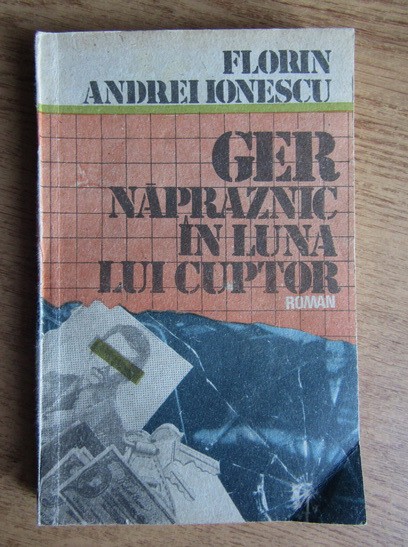 FLORIN
ANDREI IONESCU
GER
NĂPRAZNIC
ÎN LUNA
LUI CUPTOR
ROMAN